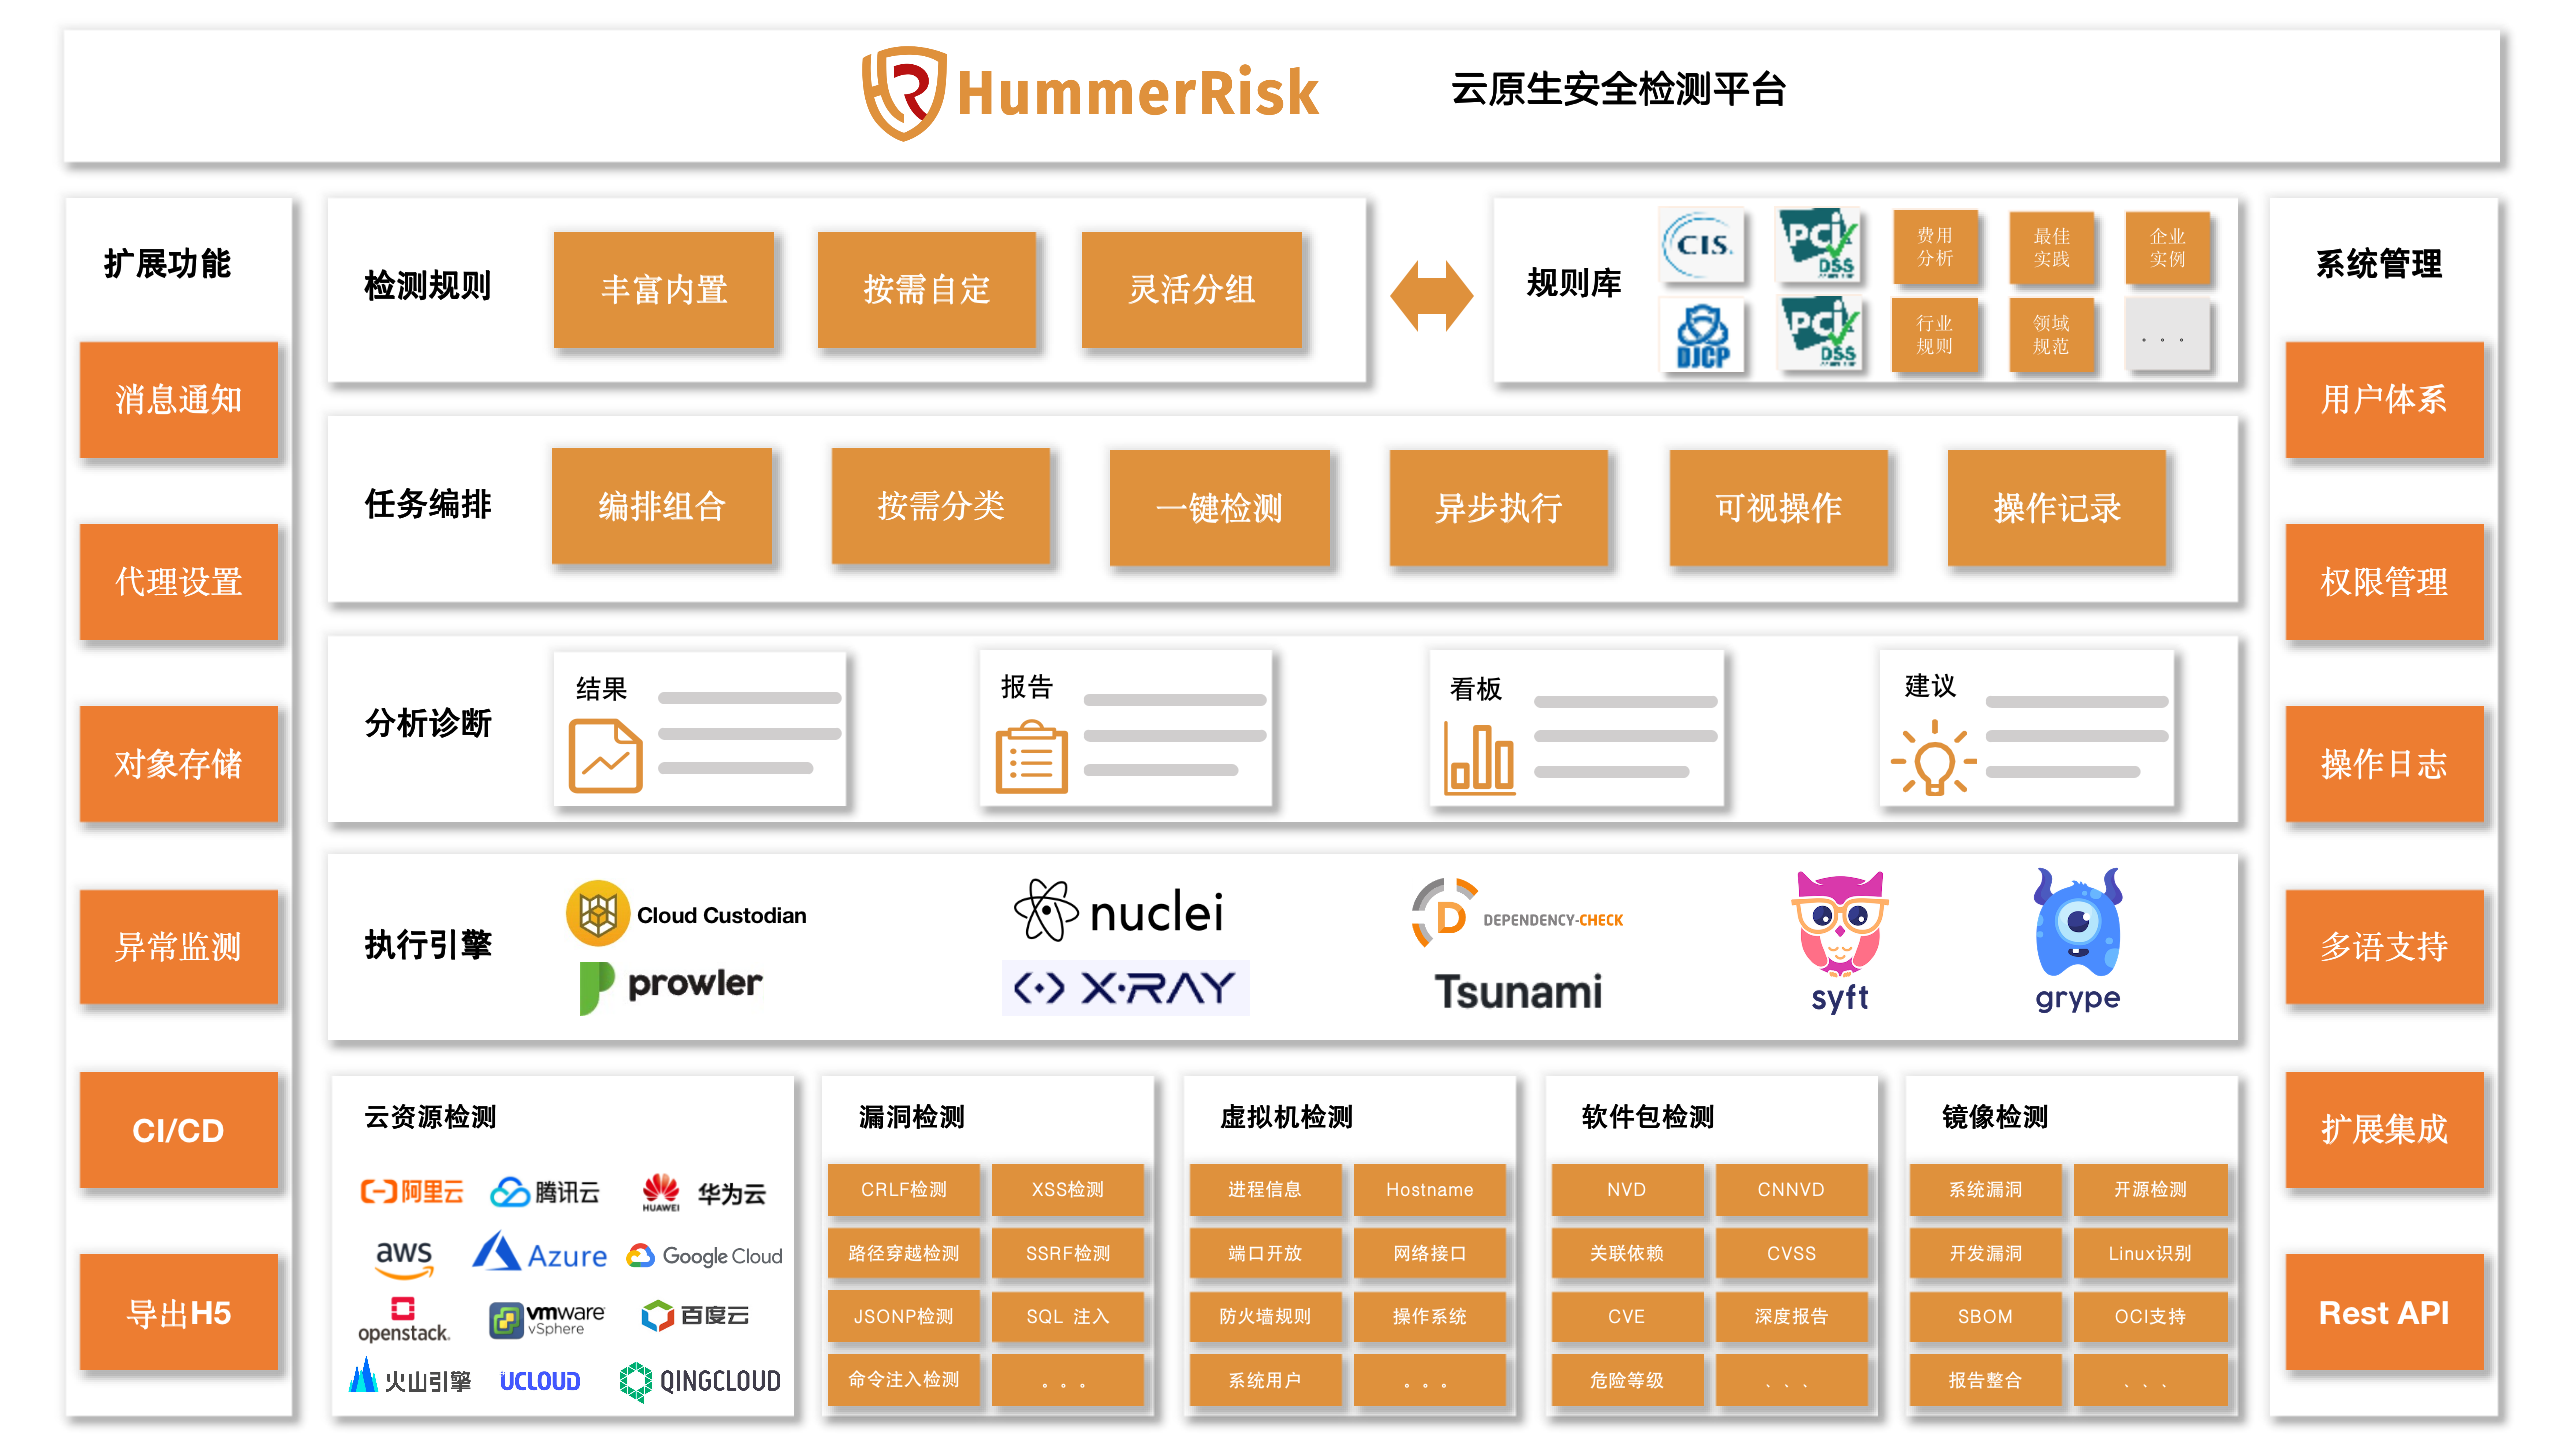 HummerRisk
云原生安全检测平台
扩展功能
消息通知
代理设置
对象存储
异常监测
CI/CD
导出H5
检测规则
丰富内置
按需自定
灵活分组
规则库
CIS.
PCI
DSS
费用
分析
最佳
实践
企业
实例
DJCP
PCI
DSS
行业
规则
领域
规范
。。。
任务编排
编排组合
按需分类
一键检测
异步执行
可视操作
操作记录
分析诊断
结果
报告
看板
建议
执行引擎
Cloud Custodian
nuclei
DEPENDENCY-CHECK
syft
grype
prowler
X·RAY
Tsunami
云资源检测
阿里云
腾讯云
HUAWEI
华为云
aws
Azure
Google Cloud
openstack.
vmware
vSphere
百度云
火山引擎
UCLOUD
QINGCLOUD
漏洞检测
CRLF检测
XSS检测
路径穿越检测
SSRF检测
JSONP检测
SQL 注入
命令注入检测
。。。
虚拟机检测
进程信息
Hostname
端口开放
网络接口
防火墙规则
操作系统
系统用户
。。。
软件包检测
NVD
CNNVD
关联依赖
CVSS
CVE
深度报告
危险等级
、、、
镜像检测
系统漏洞
开源检测
开发漏洞
Linux识别
SBOM
OCI支持
报告整合
、、、
系统管理
用户体系
权限管理
操作日志
多语支持
扩展集成
Rest API